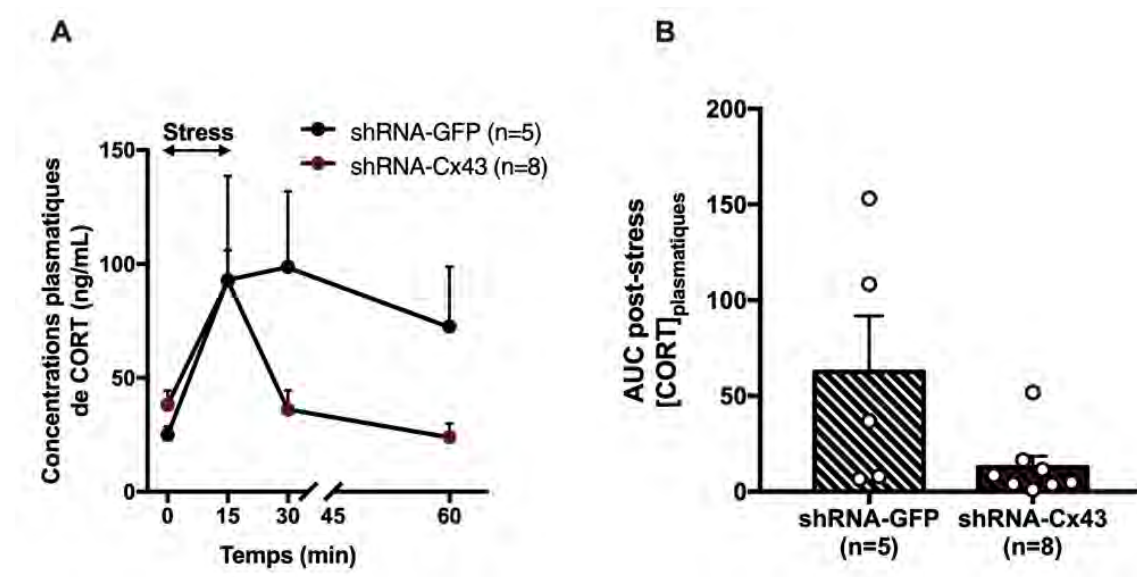 A
Stress
shRNA-GFP (n=5)
shRNA-Cx43 (n=8)
Concentrations plasmatiques
de CORT (ng/mL)
150
100
50
0
0 15 30 45 60
Temps (min)
B
AUC post-stress
[CORT]plasmatiques
200
150
100
50
0
shRNA-GFP shRNA-Cx43
(n=5) (n=8)